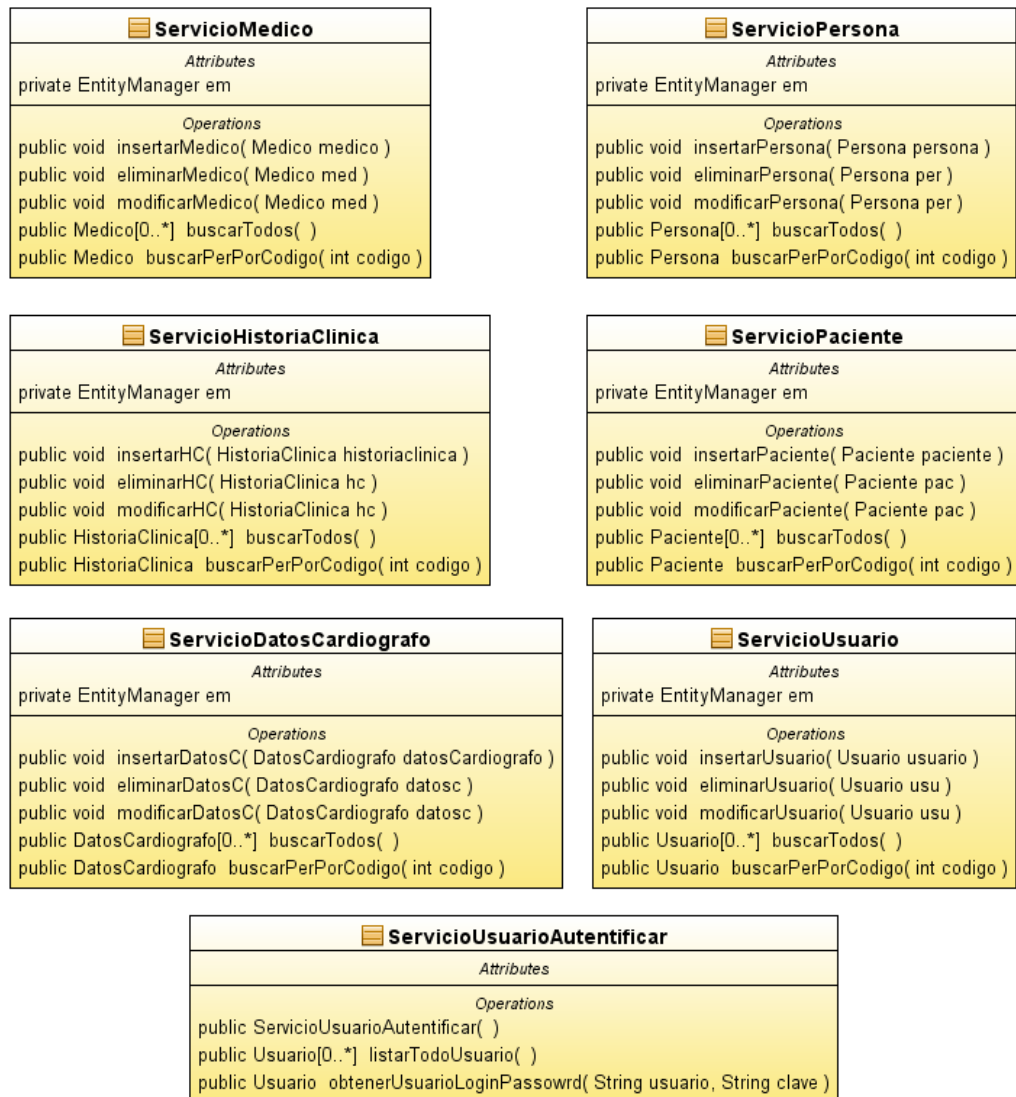 ServicioMedico
Attributes
private EntityManager em
Operations
public void insertarMedico( Medico medico )
public void eliminarMedico( Medico med )
public void modificarMedico( Medico med )
public Medico[0..*] buscarTodos( )
public Medico buscarPerPorCodigo( int codigo )
ServicioPersona
Attributes
private EntityManager em
Operations
public void insertarPersona( Persona persona )
public void eliminarPersona( Persona per )
public void modificarPersona( Persona per )
public Persona[0..*] buscarTodos( )
public Persona buscarPerPorCodigo( int codigo )
ServicioHistoriaClinica
Attributes
private EntityManager em
Operations
public void insertarHC( HistoriaClinica historiaclinica )
public void eliminarHC( HistoriaClinica hc )
public void modificarHC( HistoriaClinica hc )
public HistoriaClinica[0..*] buscarTodos( )
public HistoriaClinica buscarPerPorCodigo( int codigo )
ServicioPaciente
Attributes
private EntityManager em
Operations
public void insertarPaciente( Paciente paciente )
public void eliminarPaciente( Paciente pac )
public void modificarPaciente( Paciente pac )
public Paciente[0..*] buscarTodos( )
public Paciente buscarPerPorCodigo( int codigo )
ServicioDatosCardiografo
Attributes
private EntityManager em
Operations
public void insertarDatosC( DatosCardiografo datosCardiografo )
public void eliminarDatosC( DatosCardiografo datosc )
public void modificarDatosC( DatosCardiografo datosc )
public DatosCardiografo[0..*] buscarTodos( )
public DatosCardiografo buscarPerPorCodigo( int codigo )
ServicioUsuario
Attributes
private EntityManager em
Operations
public void insertarUsuario( Usuario usuario )
public void eliminarUsuario( Usuario usu )
public void modificarUsuario( Usuario usu )
public Usuario[0..*] buscarTodos( )
public Usuario buscarPerPorCodigo( int codigo )
ServicioUsuarioAutentificar
Attributes
Operations
public ServicioUsuarioAutentificar( )
public Usuario[0..*] listarTodoUsuario( )
public Usuario obtenerUsuarioLoginPassowrd( String usuario, String clave )